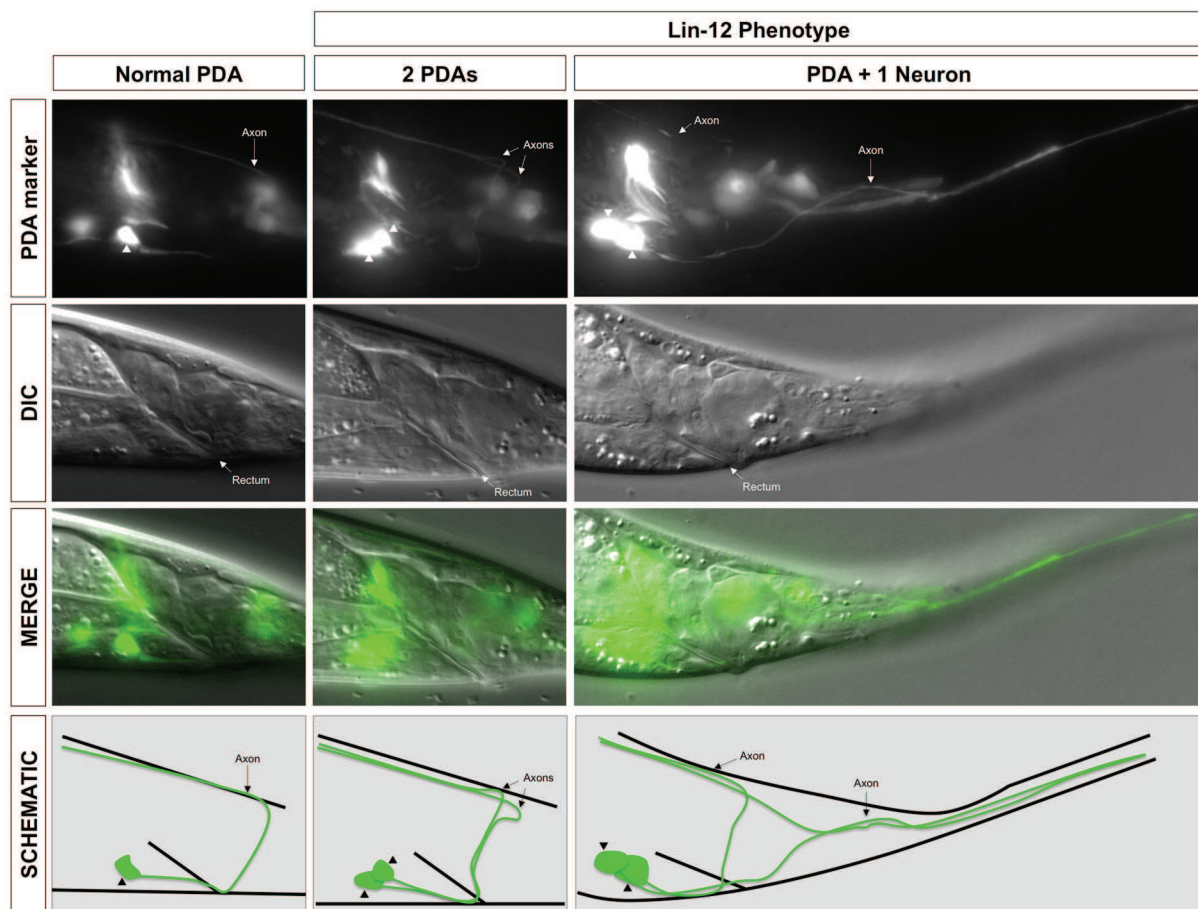 Lin-12 Phenotype
Normal PDA
2 PDAs
PDA + 1 Neuron
PDA marker
Axon
Axons
Axon
Axon
DIC
Rectum
Rectum
Rectum
MERGE
SCHEMATIC
Axon
Axons
Axon
Axon